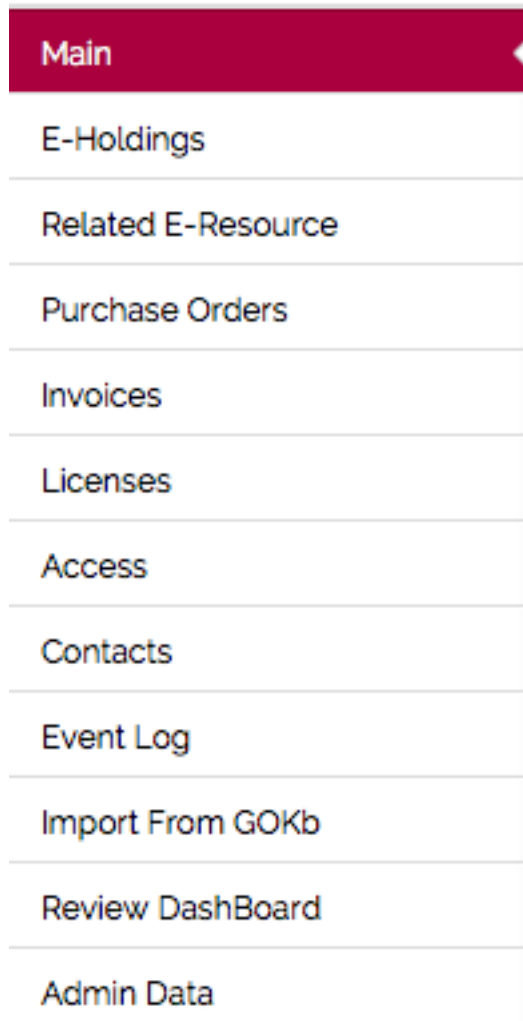 Main
E-Holdings
Related E-Resource
Purchase Orders
Invoices
Licenses
Access
Contacts
Event Log
Import From GOKb
Review DashBoard
Admin Data